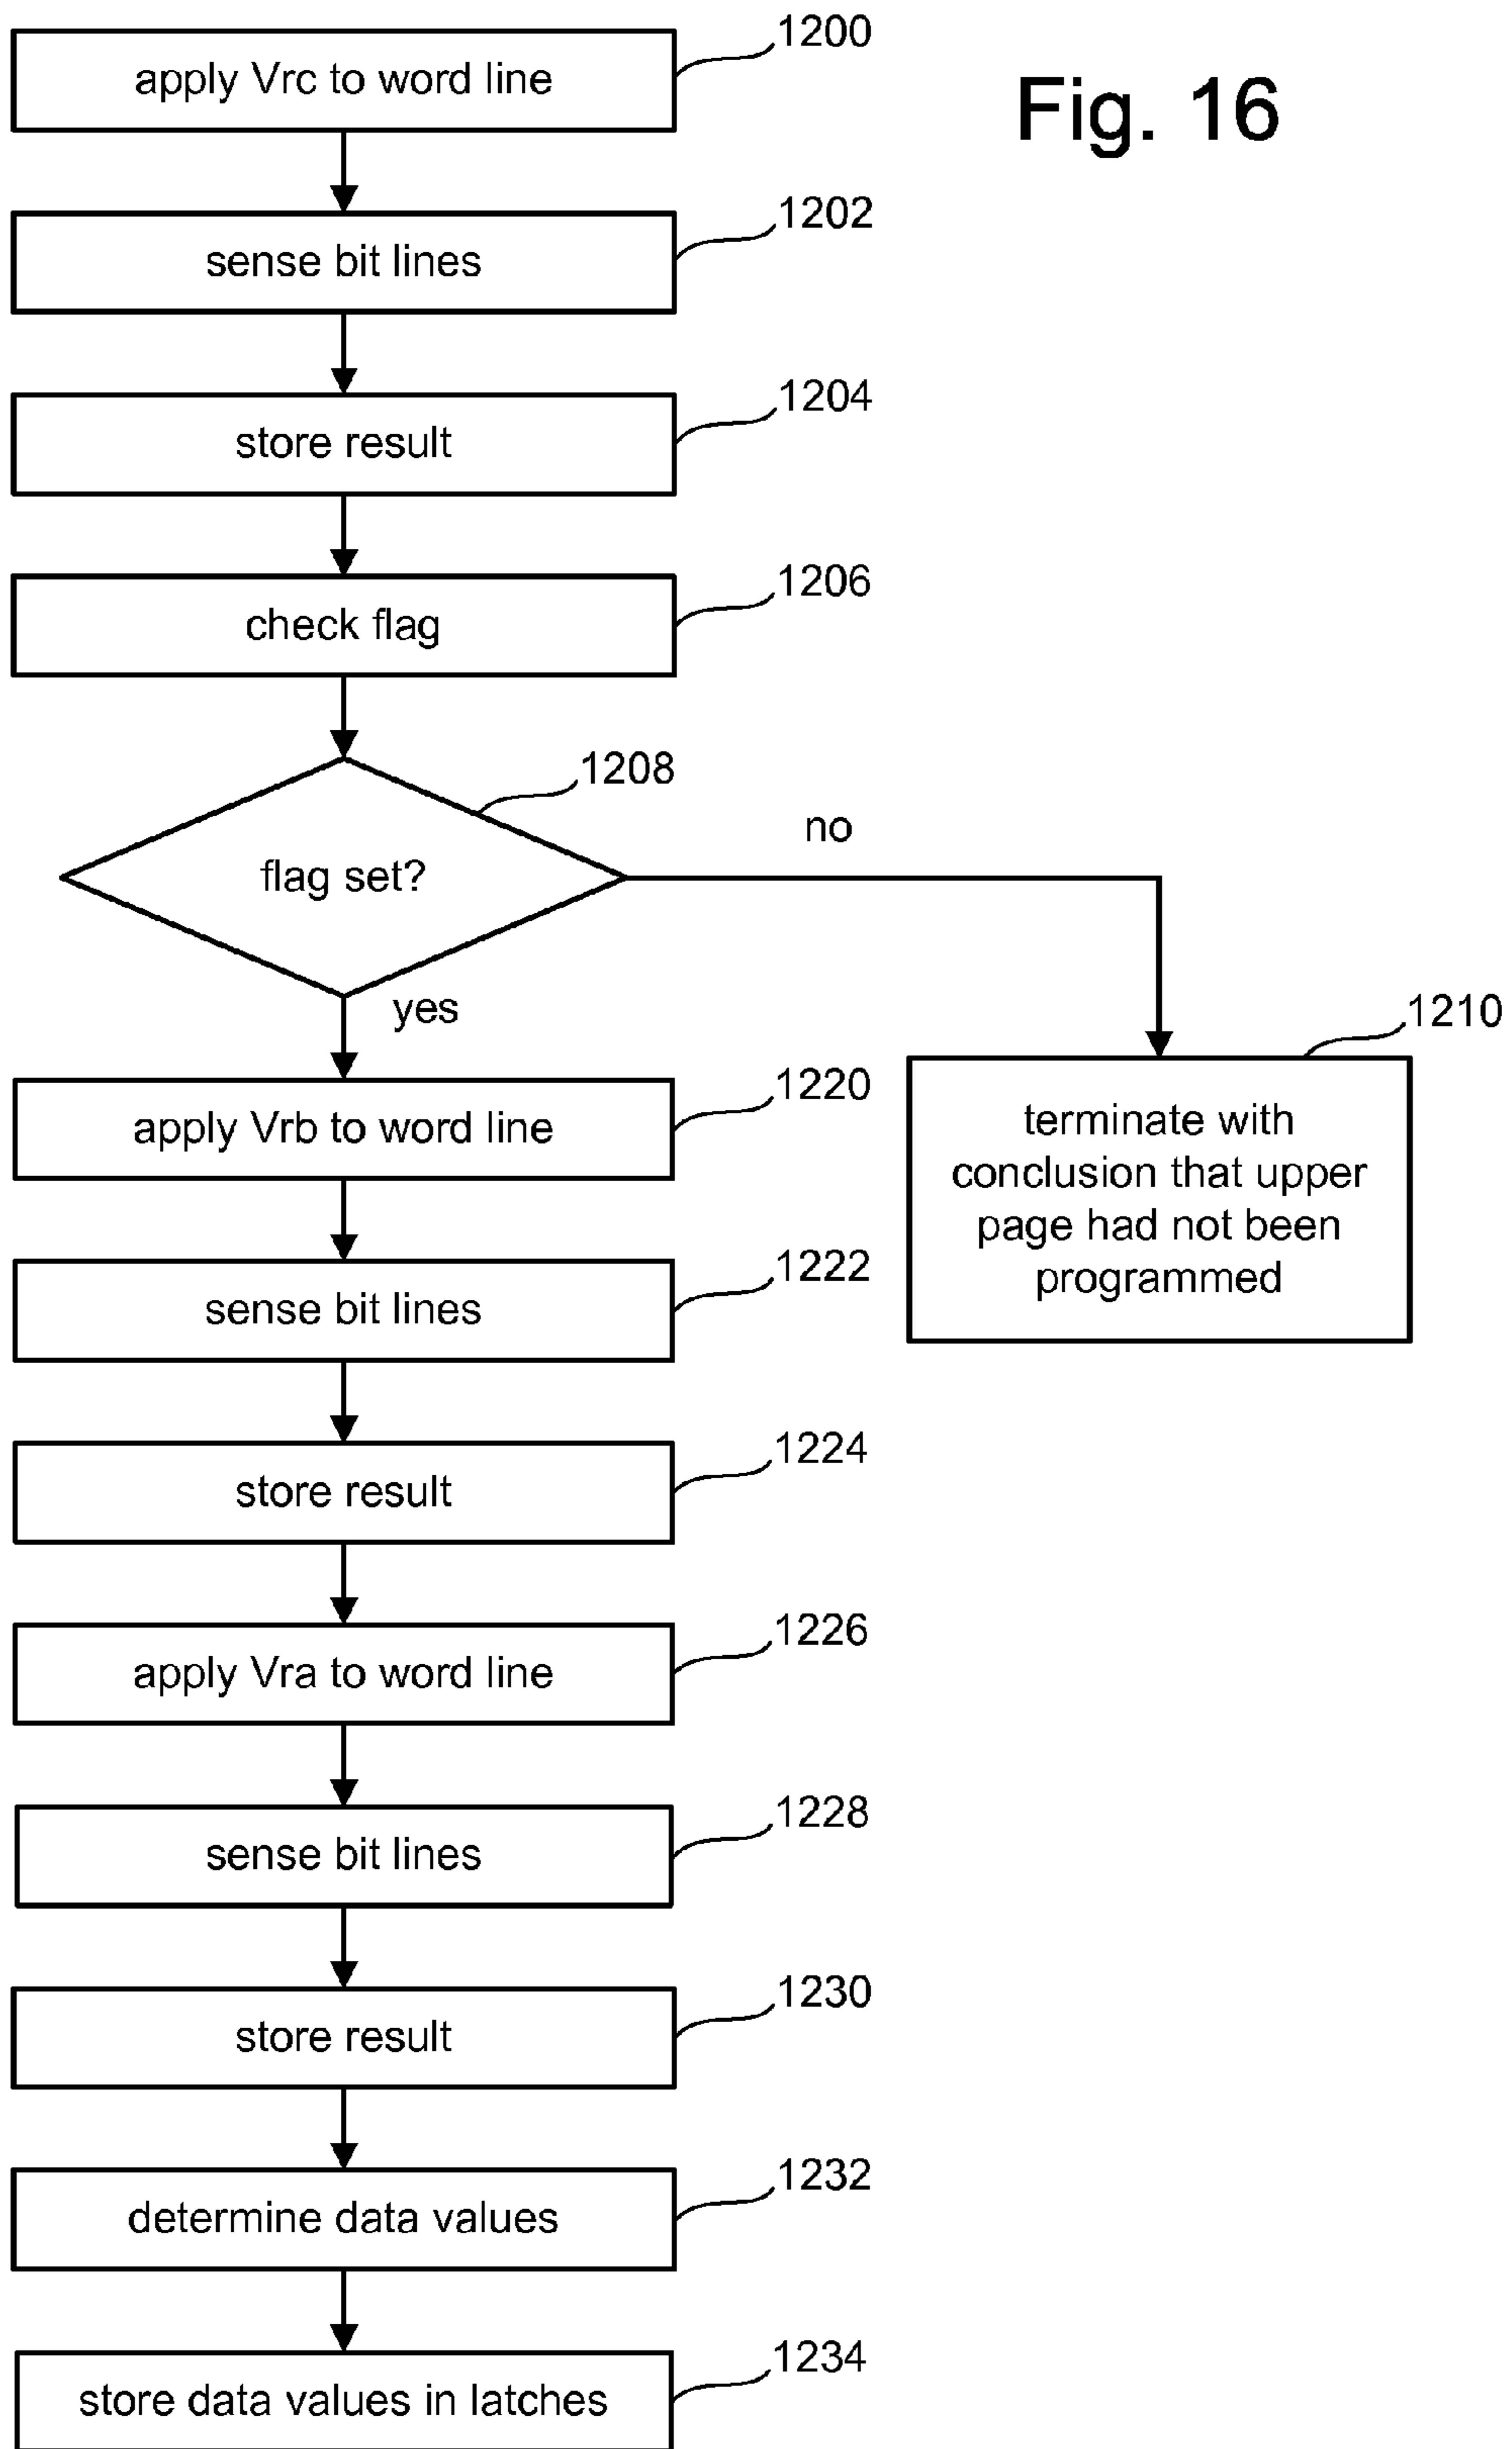 Fig. 16
1200
apply Vrc to word line
1202
sense bit lines
1204
store result
1206
check flag
1208
flag set?
no
yes
1210
terminate with
conclusion that upper
page had not been
programmed
1220
apply Vrb to word line
1222
sense bit lines
1224
store result
1226
apply Vra to word line
1228
sense bit lines
1230
store result
1232
determine data values
1234
store data values in latches